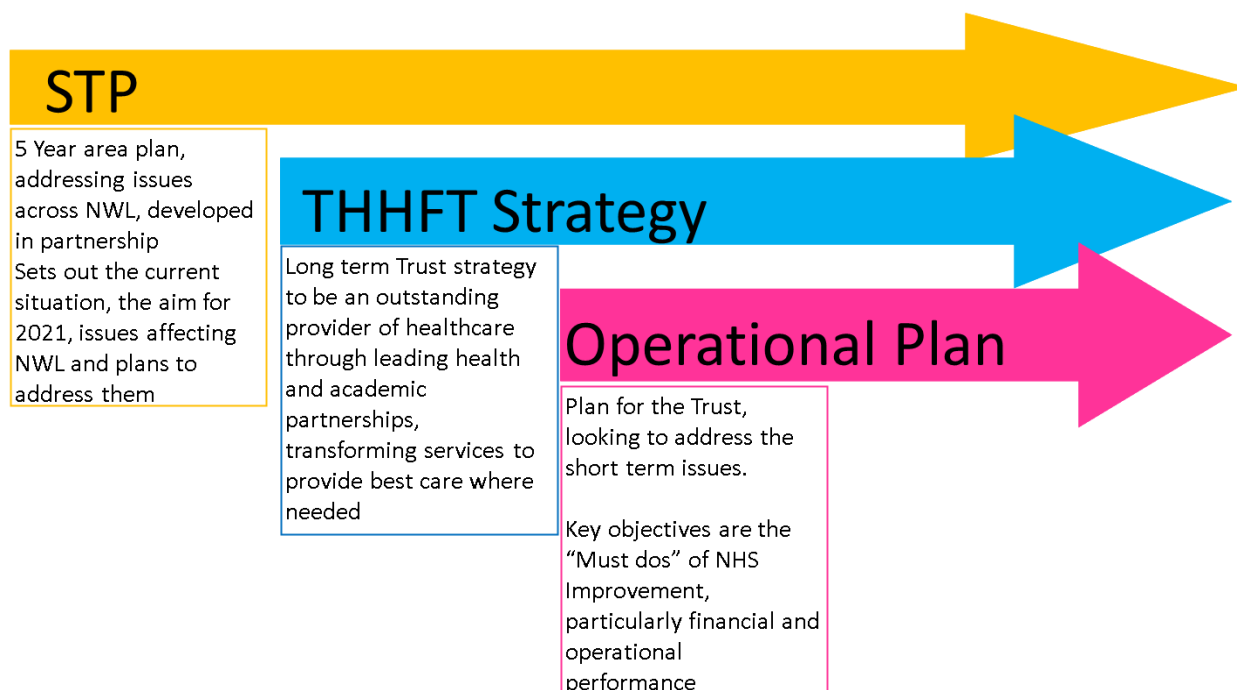 STP
5 Year area plan,
addressing issues
across NWL, developed
in partnership
Sets out the current
situation, the aim for
2021, issues affecting
NWL and plans to
address them
THHFT Strategy
Long term Trust strategy
to be an outstanding
provider of healthcare
through leading health
and academic
partnerships,
transforming services to
provide best care where
needed
Operational Plan
Plan for the Trust,
looking to address the
short term issues.
Key objectives are the
“Must dos” of NHS
Improvement,
particularly financial and
operational
performance